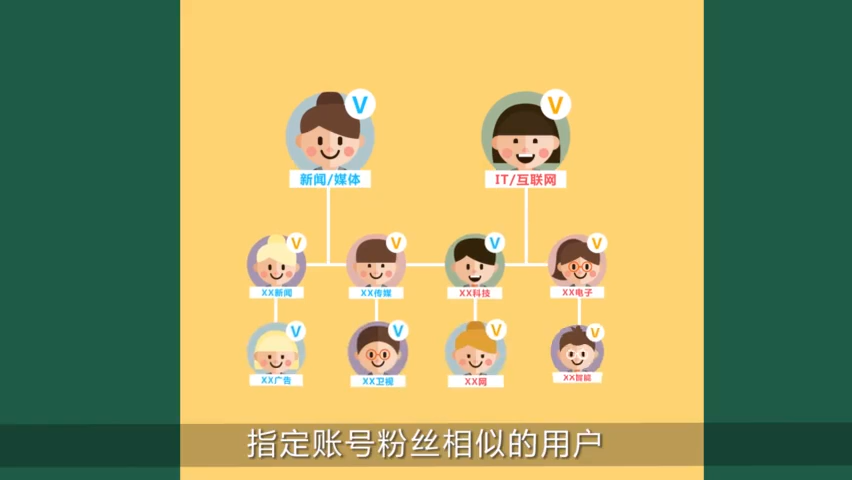 V
V
新闻/媒体
IT/互联网
V
V
V
V
XX新闻
XX传媒
XX科技
XX电子
V
V
V
V
XX广告
XX卫视
XX网
XX智能
指定账号粉丝相似的用户